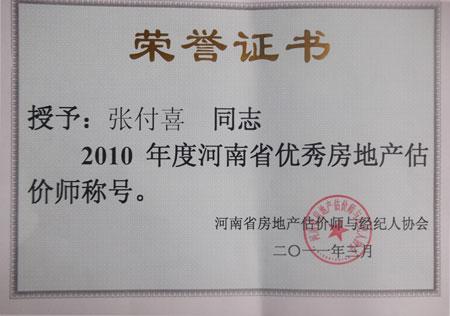 荣誉证书
授予：张付喜 同志
2010 年度河南省优秀房地产估
价师称号。
河南省房地产估价师与经纪人协会
二〇一一年三月